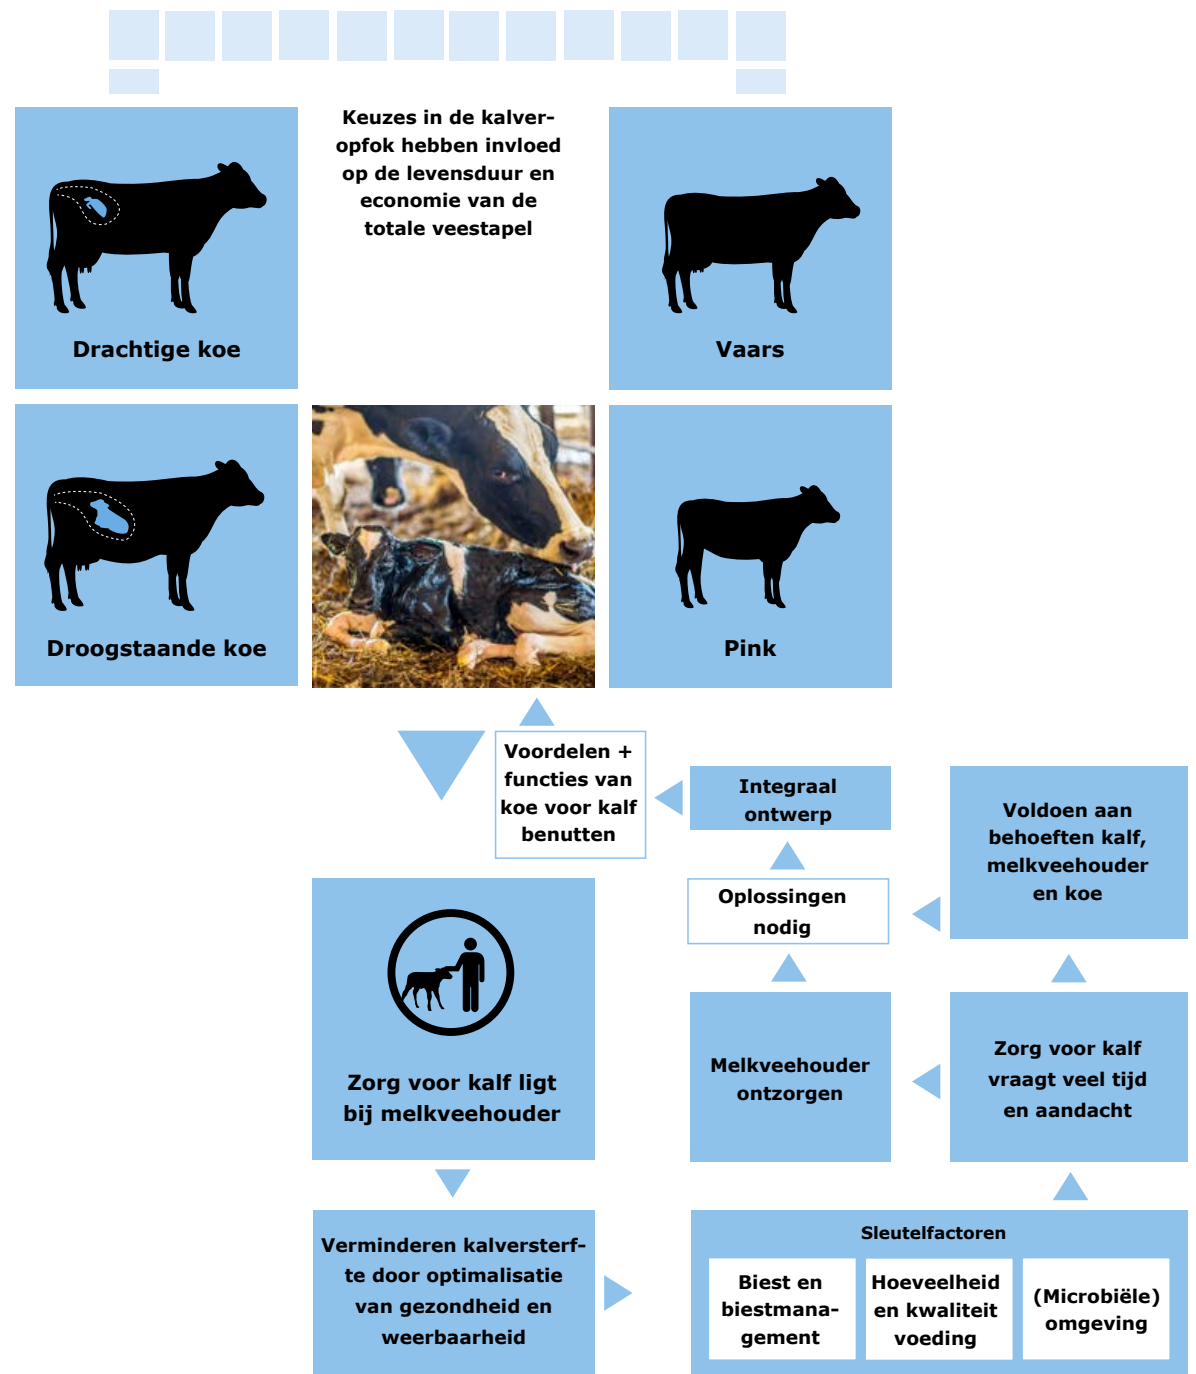 Keuzes in de kalver-
opfok hebben invloed
op de levensduur en
economie van de
totale veestapel
Drachtige koe
Vaars
Droogstaande koe
Pink
Voordelen +
functies van
koe voor kalf
benutten
Integraal
ontwerp
Voldoen aan
behoeften kalf,
melkveehouder
en koe
Oplossingen
nodig
Zorg voor kalf ligt
bij melkveehouder
Melkveehouder
ontzorgen
Zorg voor kalf
vraagt veel tijd
en aandacht
Verminderen kalversterf-
te door optimalisatie
van gezondheid en
weerbaarheid
Sleutelfactoren
Biest en
biestmana-
gement
Hoeveelheid
en kwaliteit
voeding
(Microbiële)
omgeving